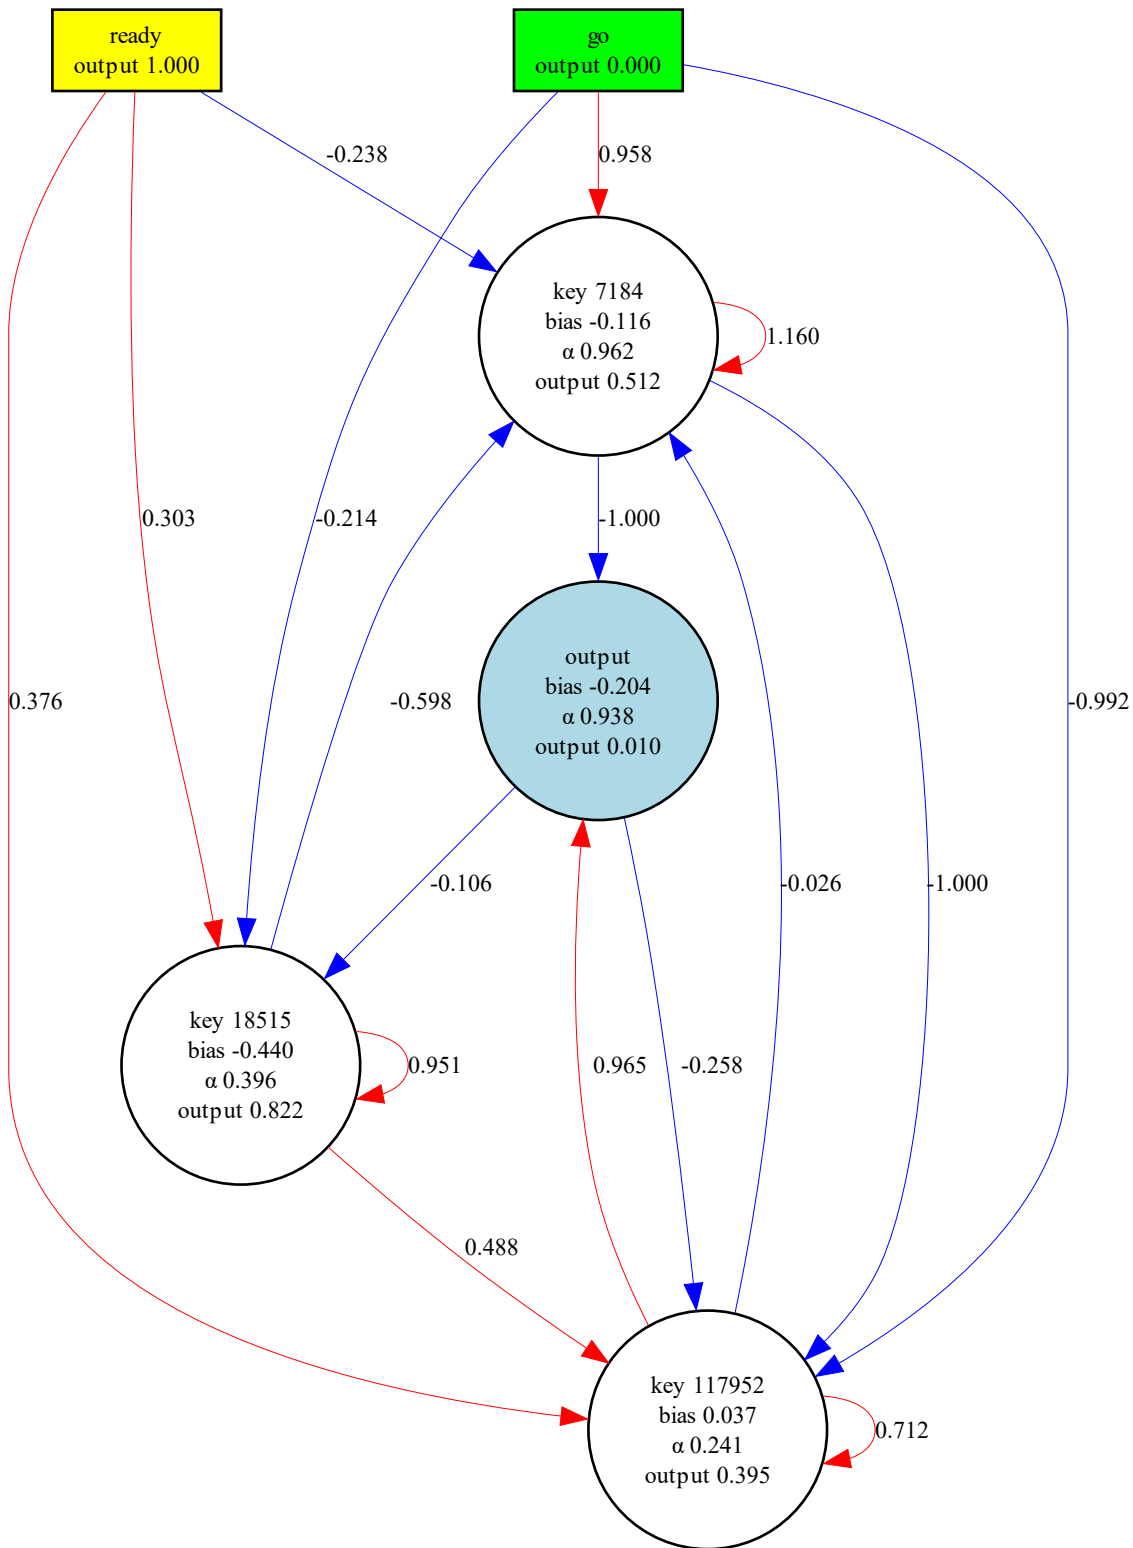 ready
output 1.000
go
output 0.000
-0.238
0.958
key 7184
bias -0.116
α 0.962
output 0.512
1.160
0.303
-0.214
-1.000
output
bias -0.204
α 0.938
output 0.010
0.376
-0.598
-0.992
-0.106
-0.026
-1.000
key 18515
bias -0.440
α 0.396
output 0.822
0.951
0.965
-0.258
0.488
key 117952
bias 0.037
α 0.241
output 0.395
0.712